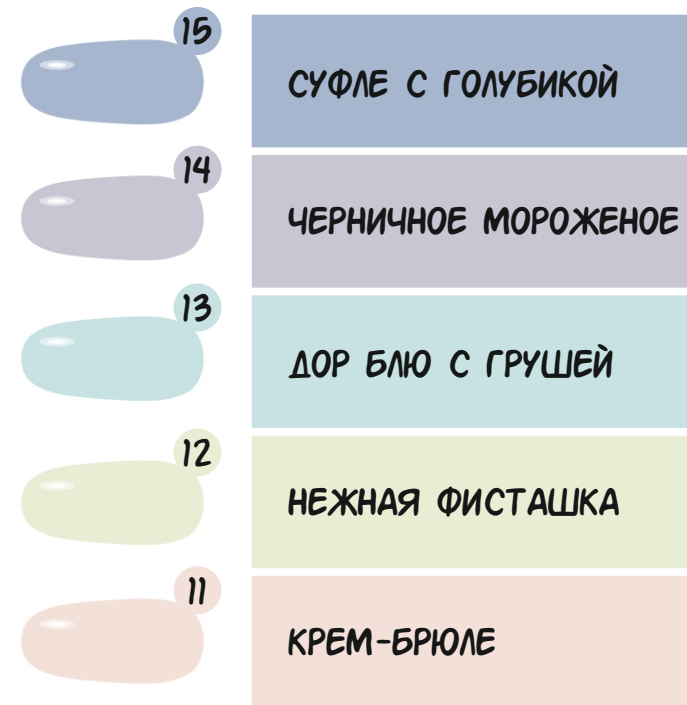 15
СУФЛЕ С ГОЛУБИКОЙ
14
ЧЕРНИЧНОЕ МОРОЖЕНОЕ
13
ДОР БЛЮ С ГРУШЕЙ
12
НЕЖНАЯ ФИСТАШКА
11
КРЕМ-БРЮЛЕ